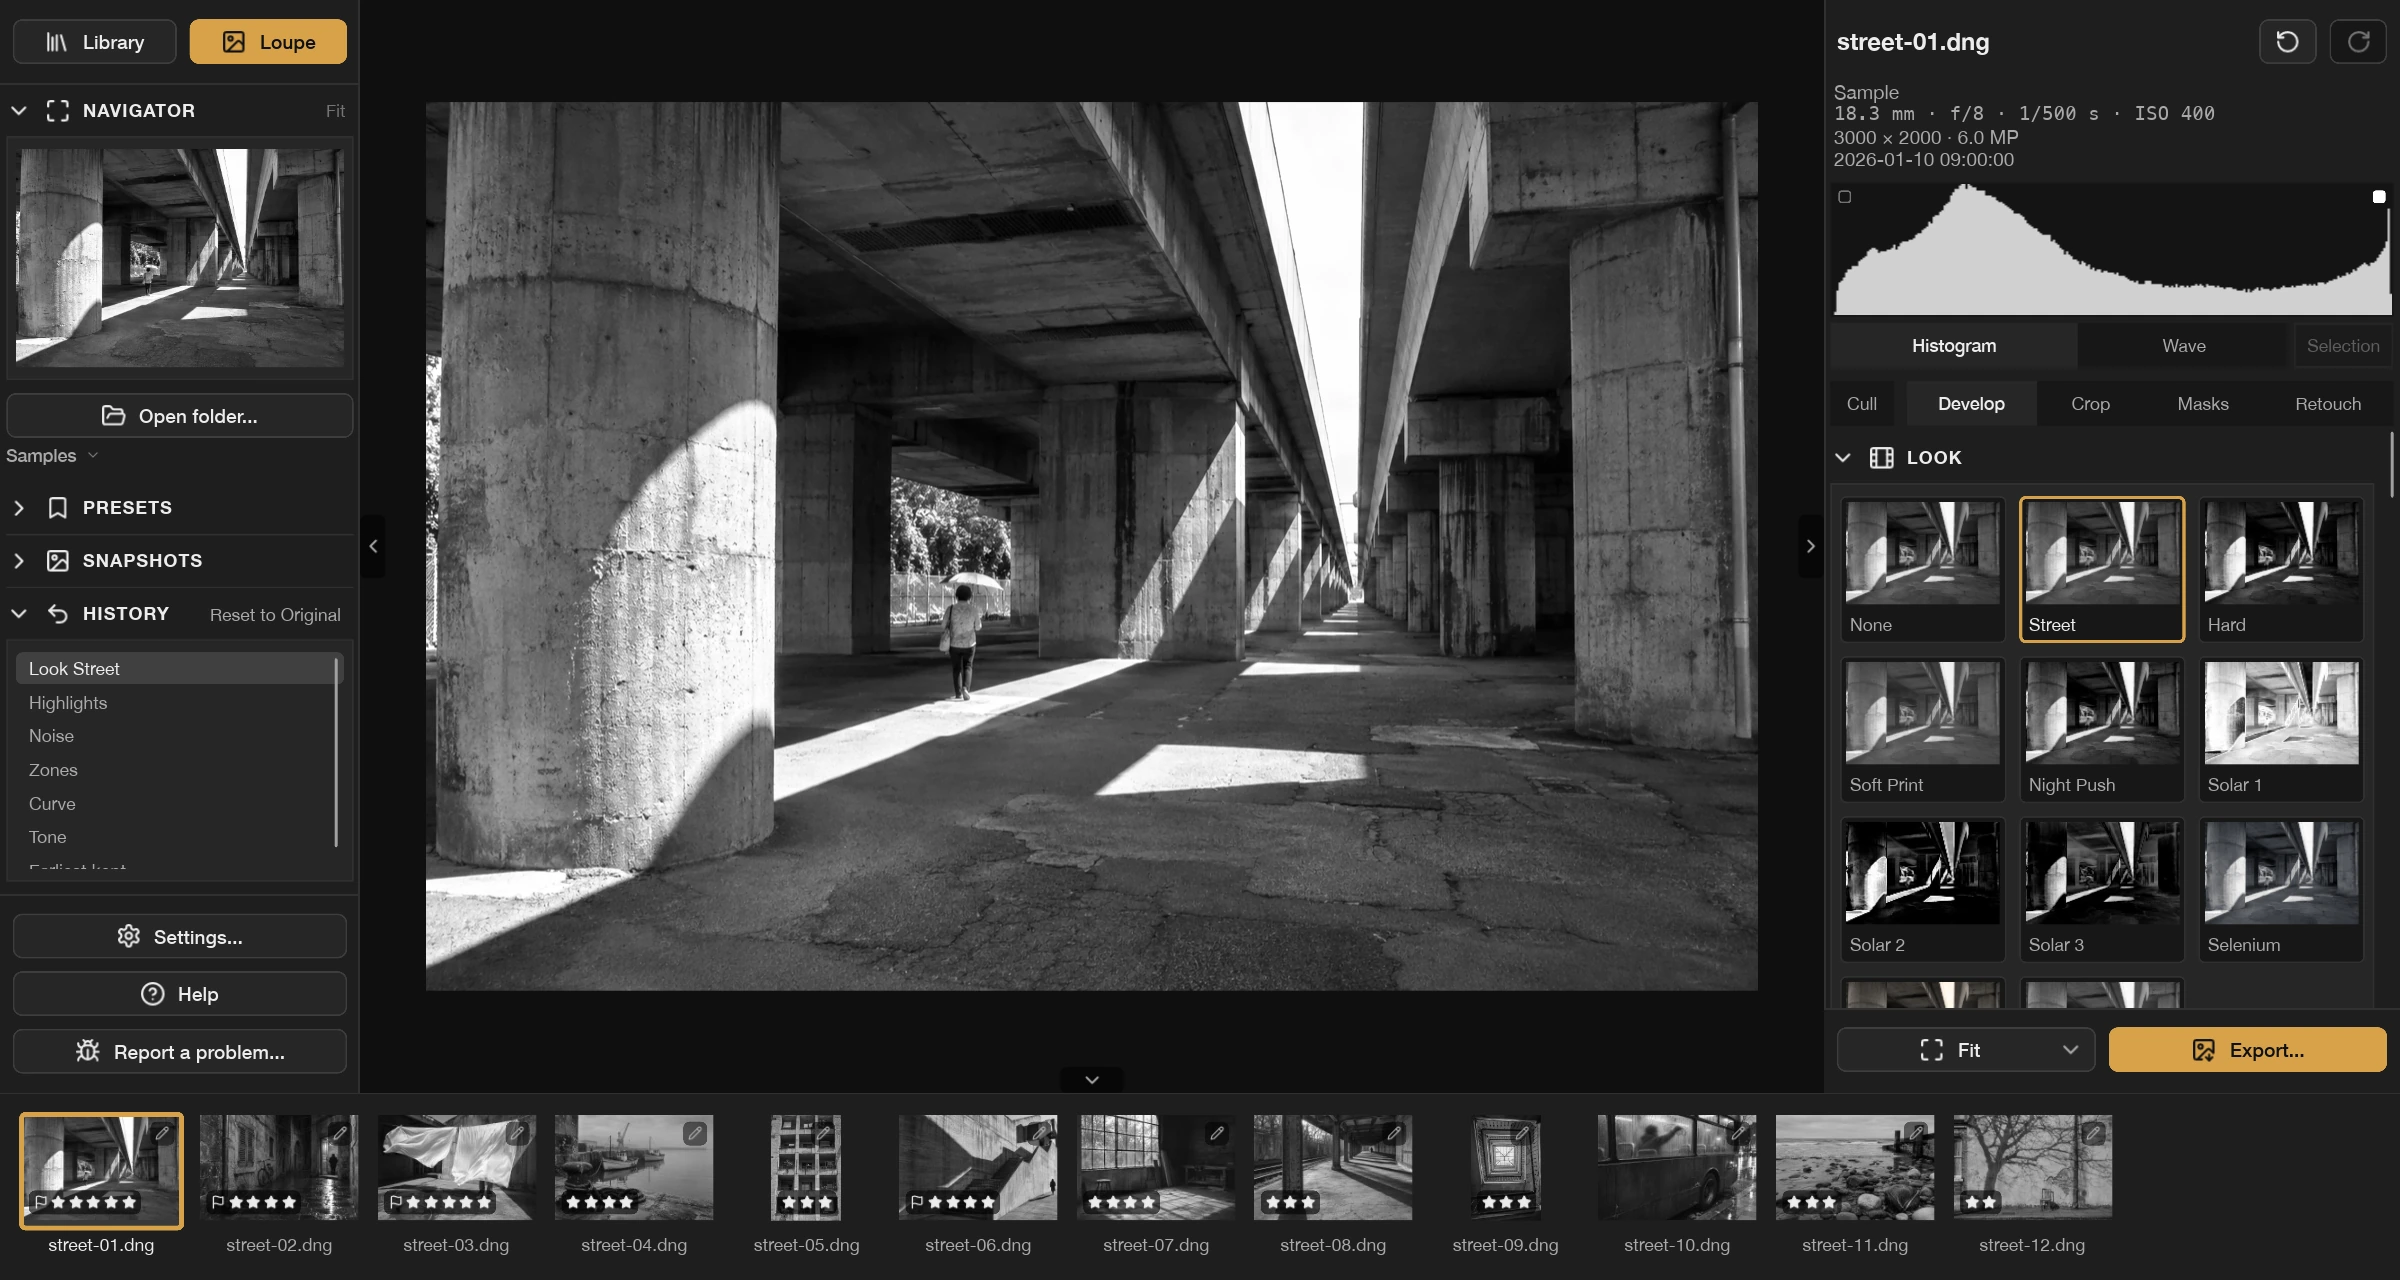 Library
Loupe
NAVIGATOR
Fit
Open folder...
Samples
PRESETS
SNAPSHOTS
HISTORY
Reset to Original
Look Street
Highlights
Noise
Zones
Curve
Tone
Earliest kept
Settings...
Help
Report a problem...
street-01.dng
Sample
18.3 mm · f/8 · 1/500 s · ISO 400
3000 × 2000 · 6.0 MP
2026-01-10 09:00:00
Histogram
Wave
Selection
Cull
Develop
Crop
Masks
Retouch
LOOK
None
Street
Hard
Soft Print
Night Push
Solar 1
Solar 2
Solar 3
Selenium
Fit
Export...
street-01.dng
street-02.dng
street-03.dng
street-04.dng
street-05.dng
street-06.dng
street-07.dng
street-08.dng
street-09.dng
street-10.dng
street-11.dng
street-12.dng